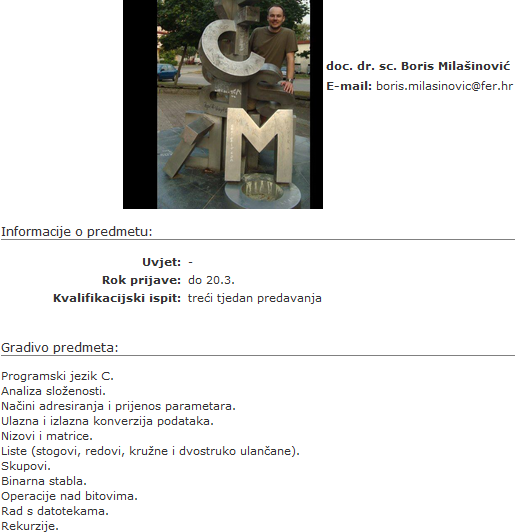 doc. dr. sc. Boris Milašinović
E-mail: boris.milasinovic@fer.hr
Informacije o predmetu:
Uvjet: -
Rok prijave: do 20.3.
Kvalifikacijski ispit: treći tjedan predavanja
Gradivo predmeta:
Programski jezik C.
Analiza složenosti.
Načini adresiranja i prijenos parametara.
Ulazna i izlazna konverzija podataka.
Nizovi i matrice.
Liste (stogovi, redovi, kružne i dvostruko ulančane).
Skupovi.
Binarna stabla.
Operacije nad bitovima.
Rad s datotekama.
Rekurzije.